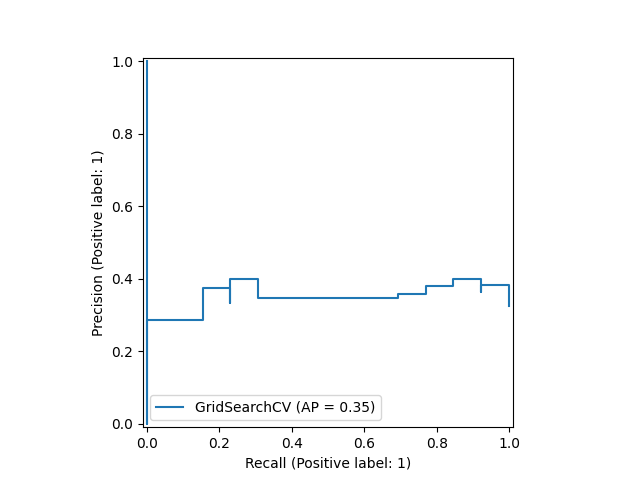 1.0
0.8
0.6
0.4
0.2
0.0
Precision (Positive label: 1)
GridSearchCV (AP = 0.35)
0.0 0.2 0.4 0.6 0.8 1.0
Recall (Positive label: 1)